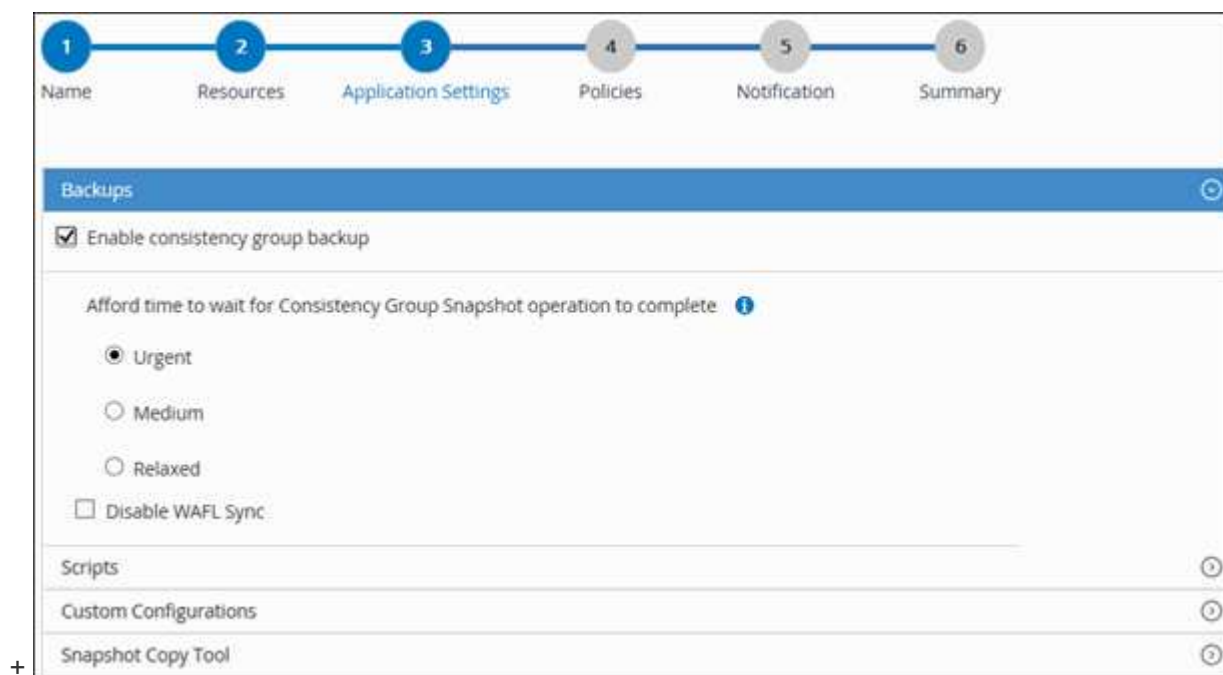 1 2 3 4 5 6
Name Resources Application Settings Policies Notification Summary
Backups
Enable consistency group backup
Afford time to wait for Consistency Group Snapshot operation to complete
Urgent
Medium
Relaxed
Disable WAFL Sync
Scripts
Custom Configurations
Snapshot Copy Tool
+